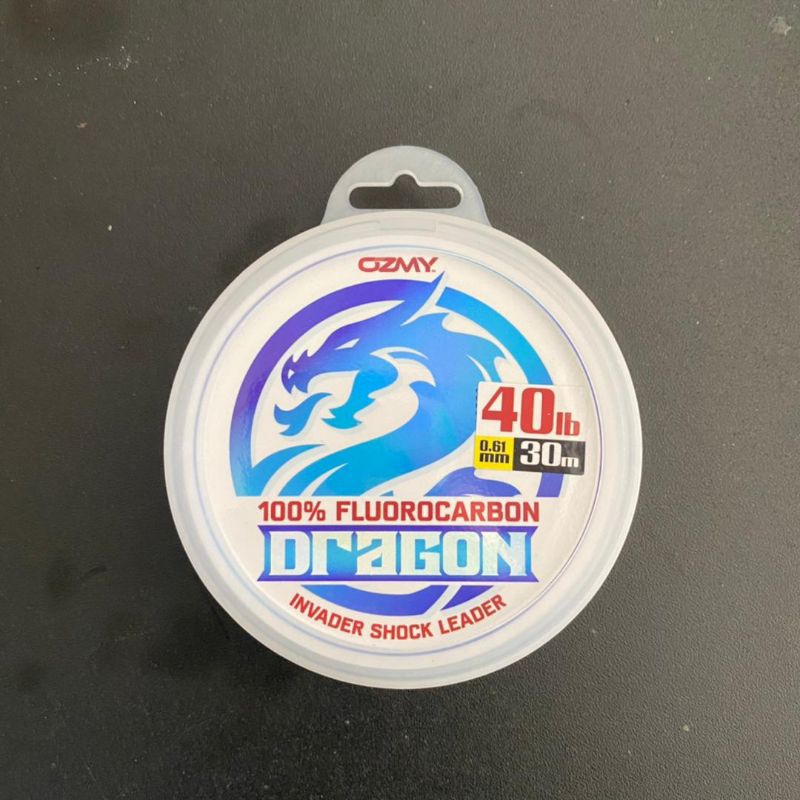 OZMY
40lb
0.61
mm
30m
100% FLUOROCARBON
DraGON
INVADER SHOCK LEADER